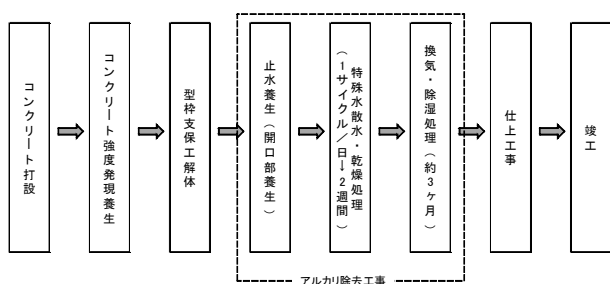 コンクリート打設
コンクリート強度発現養生
型枠支保工解体
止水養生（開口部養生）
特殊水散水・乾燥処理
（１サイクル／日→２週間）
換気・除湿処理（約３ケ月）
仕上工事
竣工
アルカリ除去工事